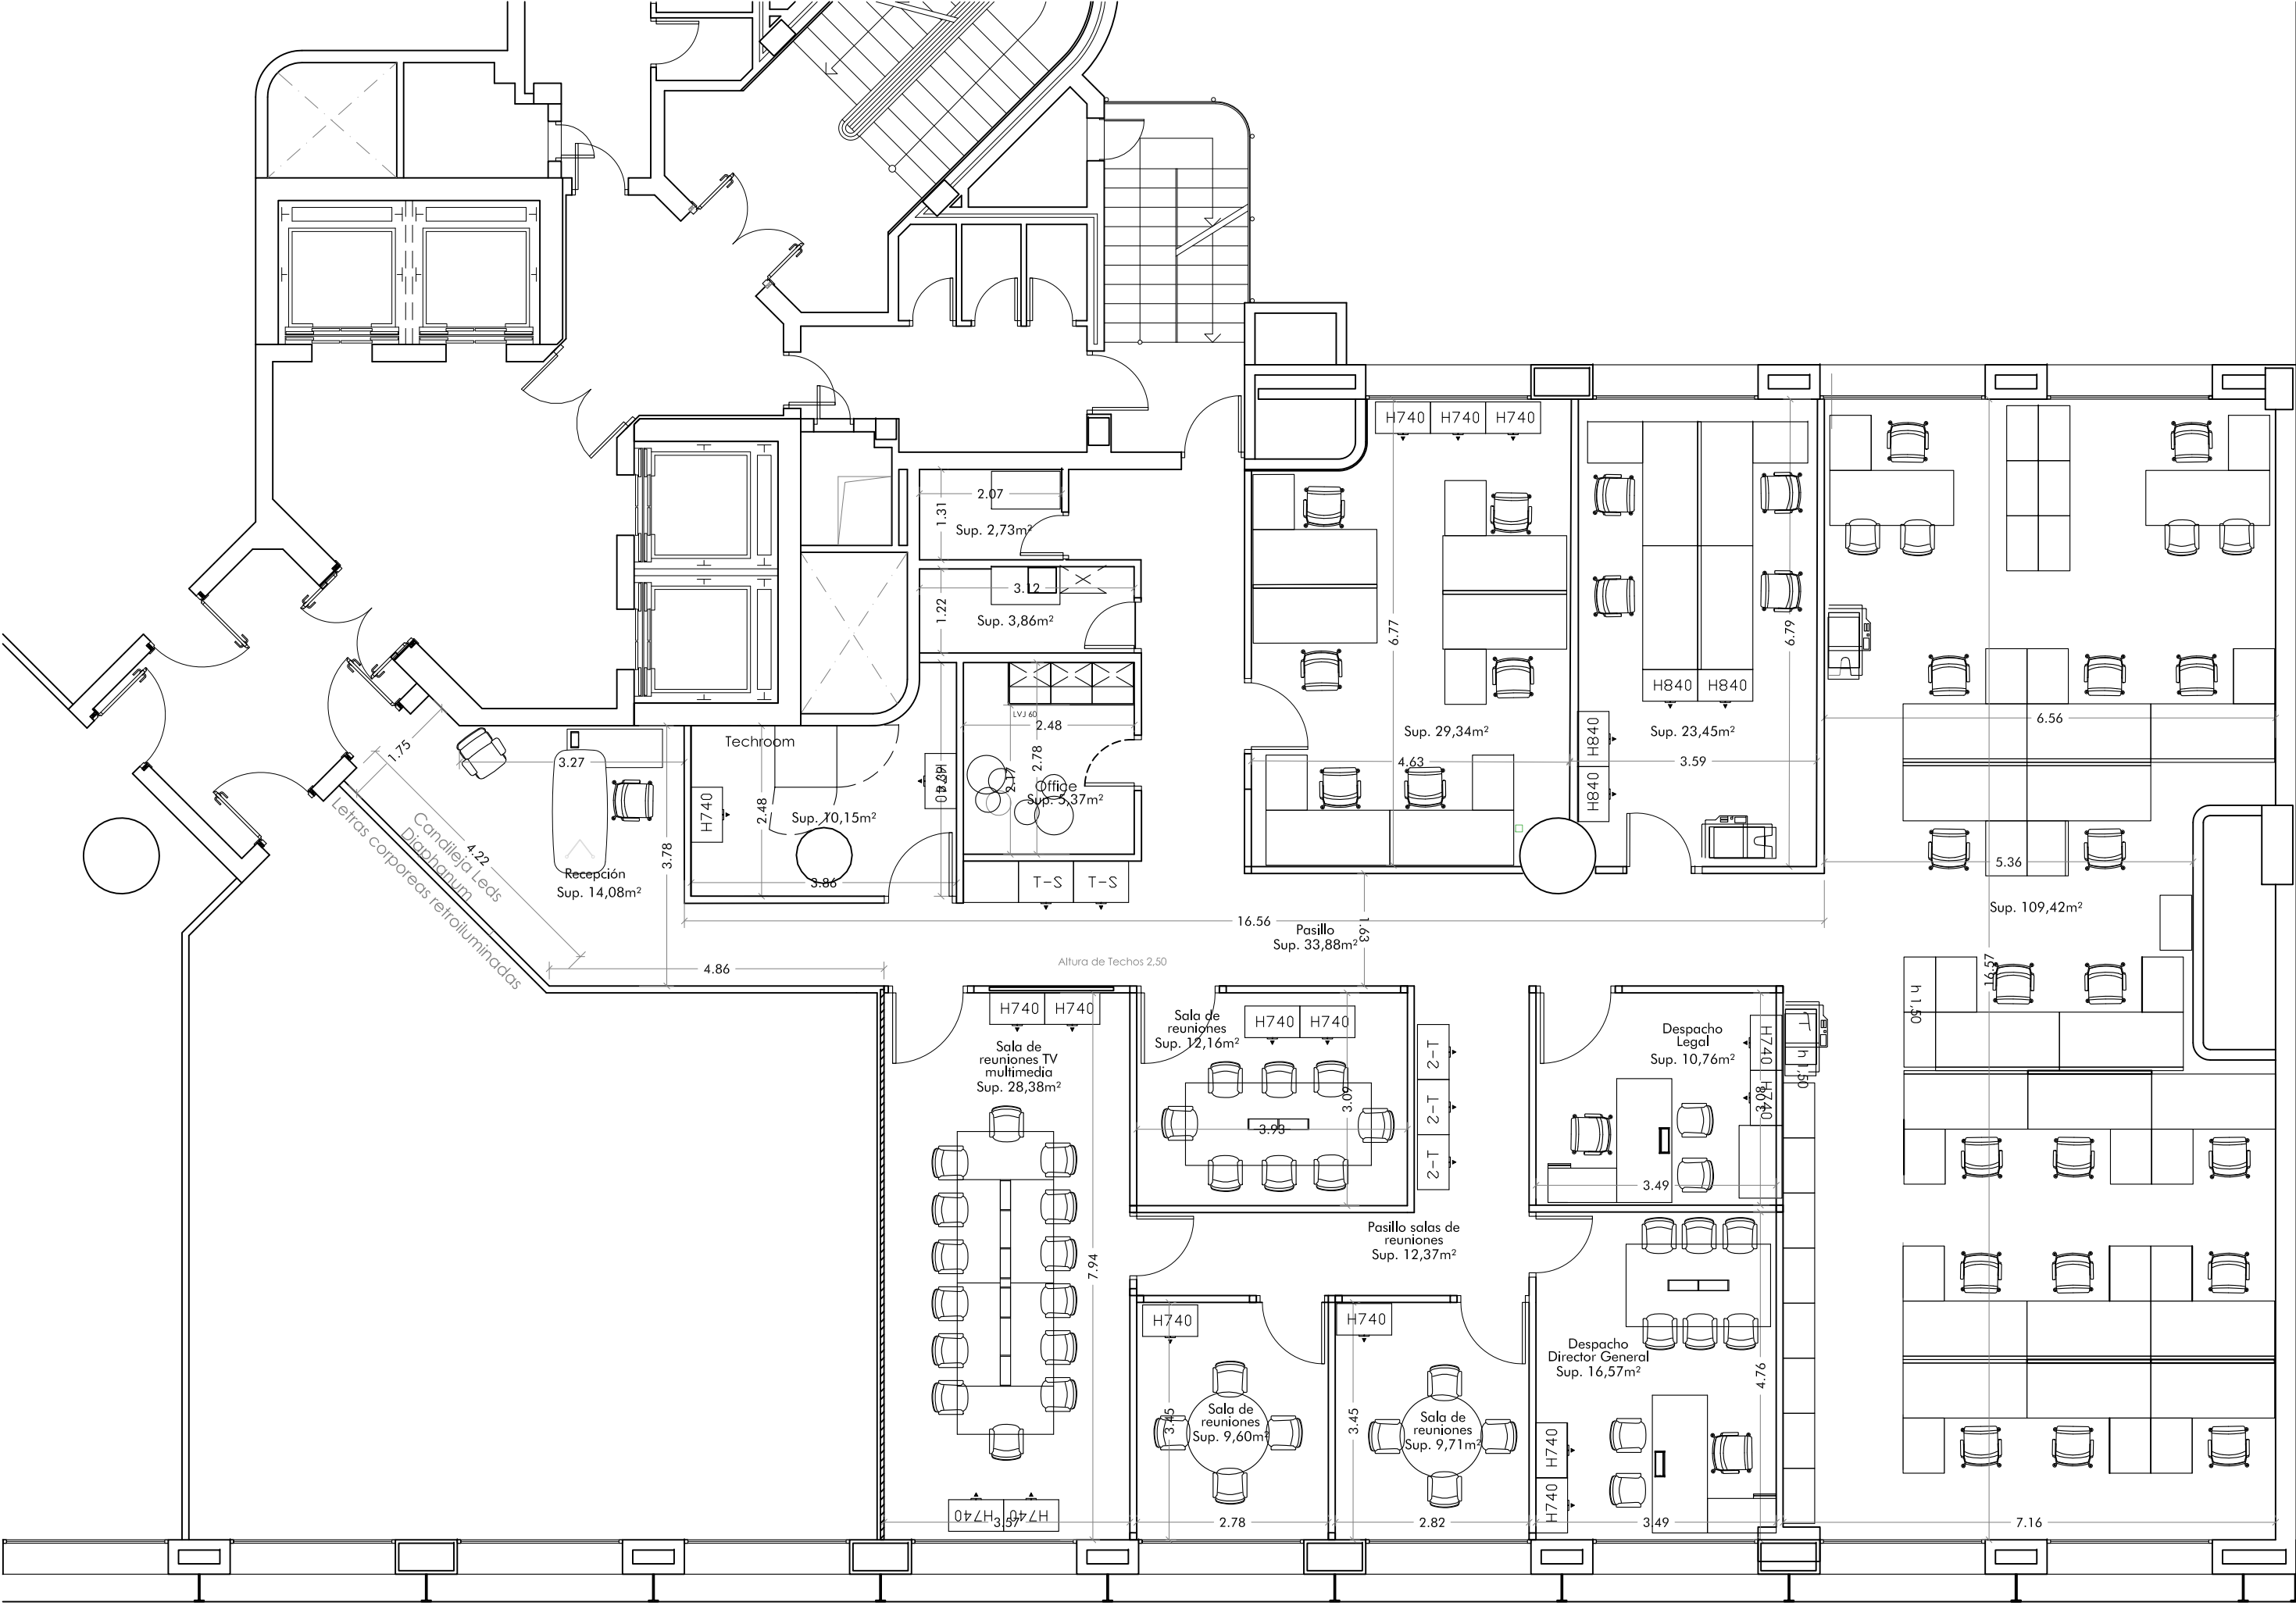 H740 H740 H740
2.07
1.31
Sup. 2,73m²
3.12
1.22
Sup. 3,86m²
6.77
6.79
H840 H840
6.56
1.75
3.27
Techroom
LVJ 60
2.48
2.78
2.17
Office
Sup. 5,37m²
Sup. 29,34m²
4.63
Sup. 23,45m²
3.59
H840
H840
4.22
Candileja Leds
Diaphanum
Letras corporeas retroiluminadas
3.78
H740
2.48
Sup. 10,15m²
3.86
Recepción
Sup. 14,08m²
T-S T-S
5.36
Sup. 109,42m²
16.56
1.63
Pasillo
Sup. 33,88m²
Altura de Techos 2,50
4.86
16.57
h 1,50
H740 H740
Sala de
reuniones TV
multimedia
Sup. 28,38m²
Sala de
reuniones
Sup. 12,16m²
H740 H740
3.09
3.93
T-S
T-S
T-S
Despacho
Legal
Sup. 10,76m²
H740
H740
3.08
h 1,50
3.49
7.94
Pasillo salas de
reuniones
Sup. 12,37m²
H740
H740
Despacho
Director General
Sup. 16,57m²
4.76
3.45
Sala de
reuniones
Sup. 9,60m²
3.45
Sala de
reuniones
Sup. 9,71m²
H740
H740
H740 H740
3.57
2.78
2.82
3.49
7.16